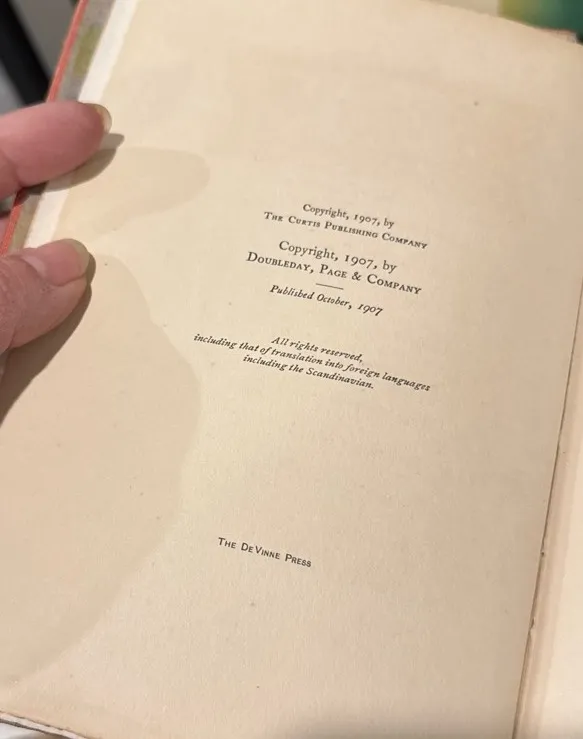 Copyright, 1907, by
The Curtis Publishing Company
Copyright, 1907, by
Doubleday, Page & Company
Published October, 1907
All rights reserved,
including that of translation into foreign languages
including the Scandinavian.
The DeVinne Press